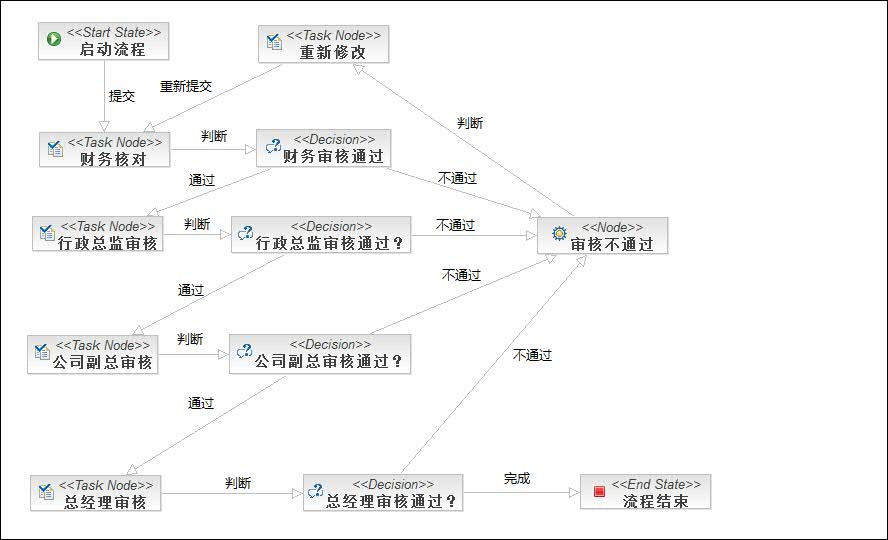 <<Start State>>
启动流程
<<Task Node>>
重新修改
提交
重新提交
判断
<<Task Node>>
财务核对
判断
<<Decision>>
财务审核通过
通过
不通过
<<Task Node>>
行政总监审核
判断
<<Decision>>
行政总监审核通过？
不通过
<<Node>>
审核不通过
通过
不通过
<<Task Node>>
公司副总审核
判断
<<Decision>>
公司副总审核通过？
不通过
通过
<<Task Node>>
总经理审核
判断
<<Decision>>
总经理审核通过？
完成
<<End State>>
流程结束